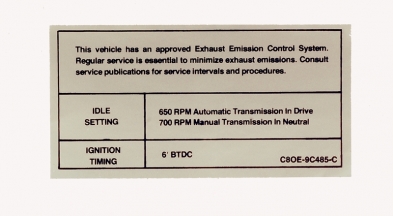 This vehicle has an approved Exhaust Emission Control System.
Regular service is essential to minimize exhaust emissions. Consult
service publications for service intervals and procedures.
IDLE
SETTING
650 RPM Automatic Transmission In Drive
700 RPM Manual Transmission In Neutral
IGNITION
TIMING
6° BTDC
C8OE-9C485-C